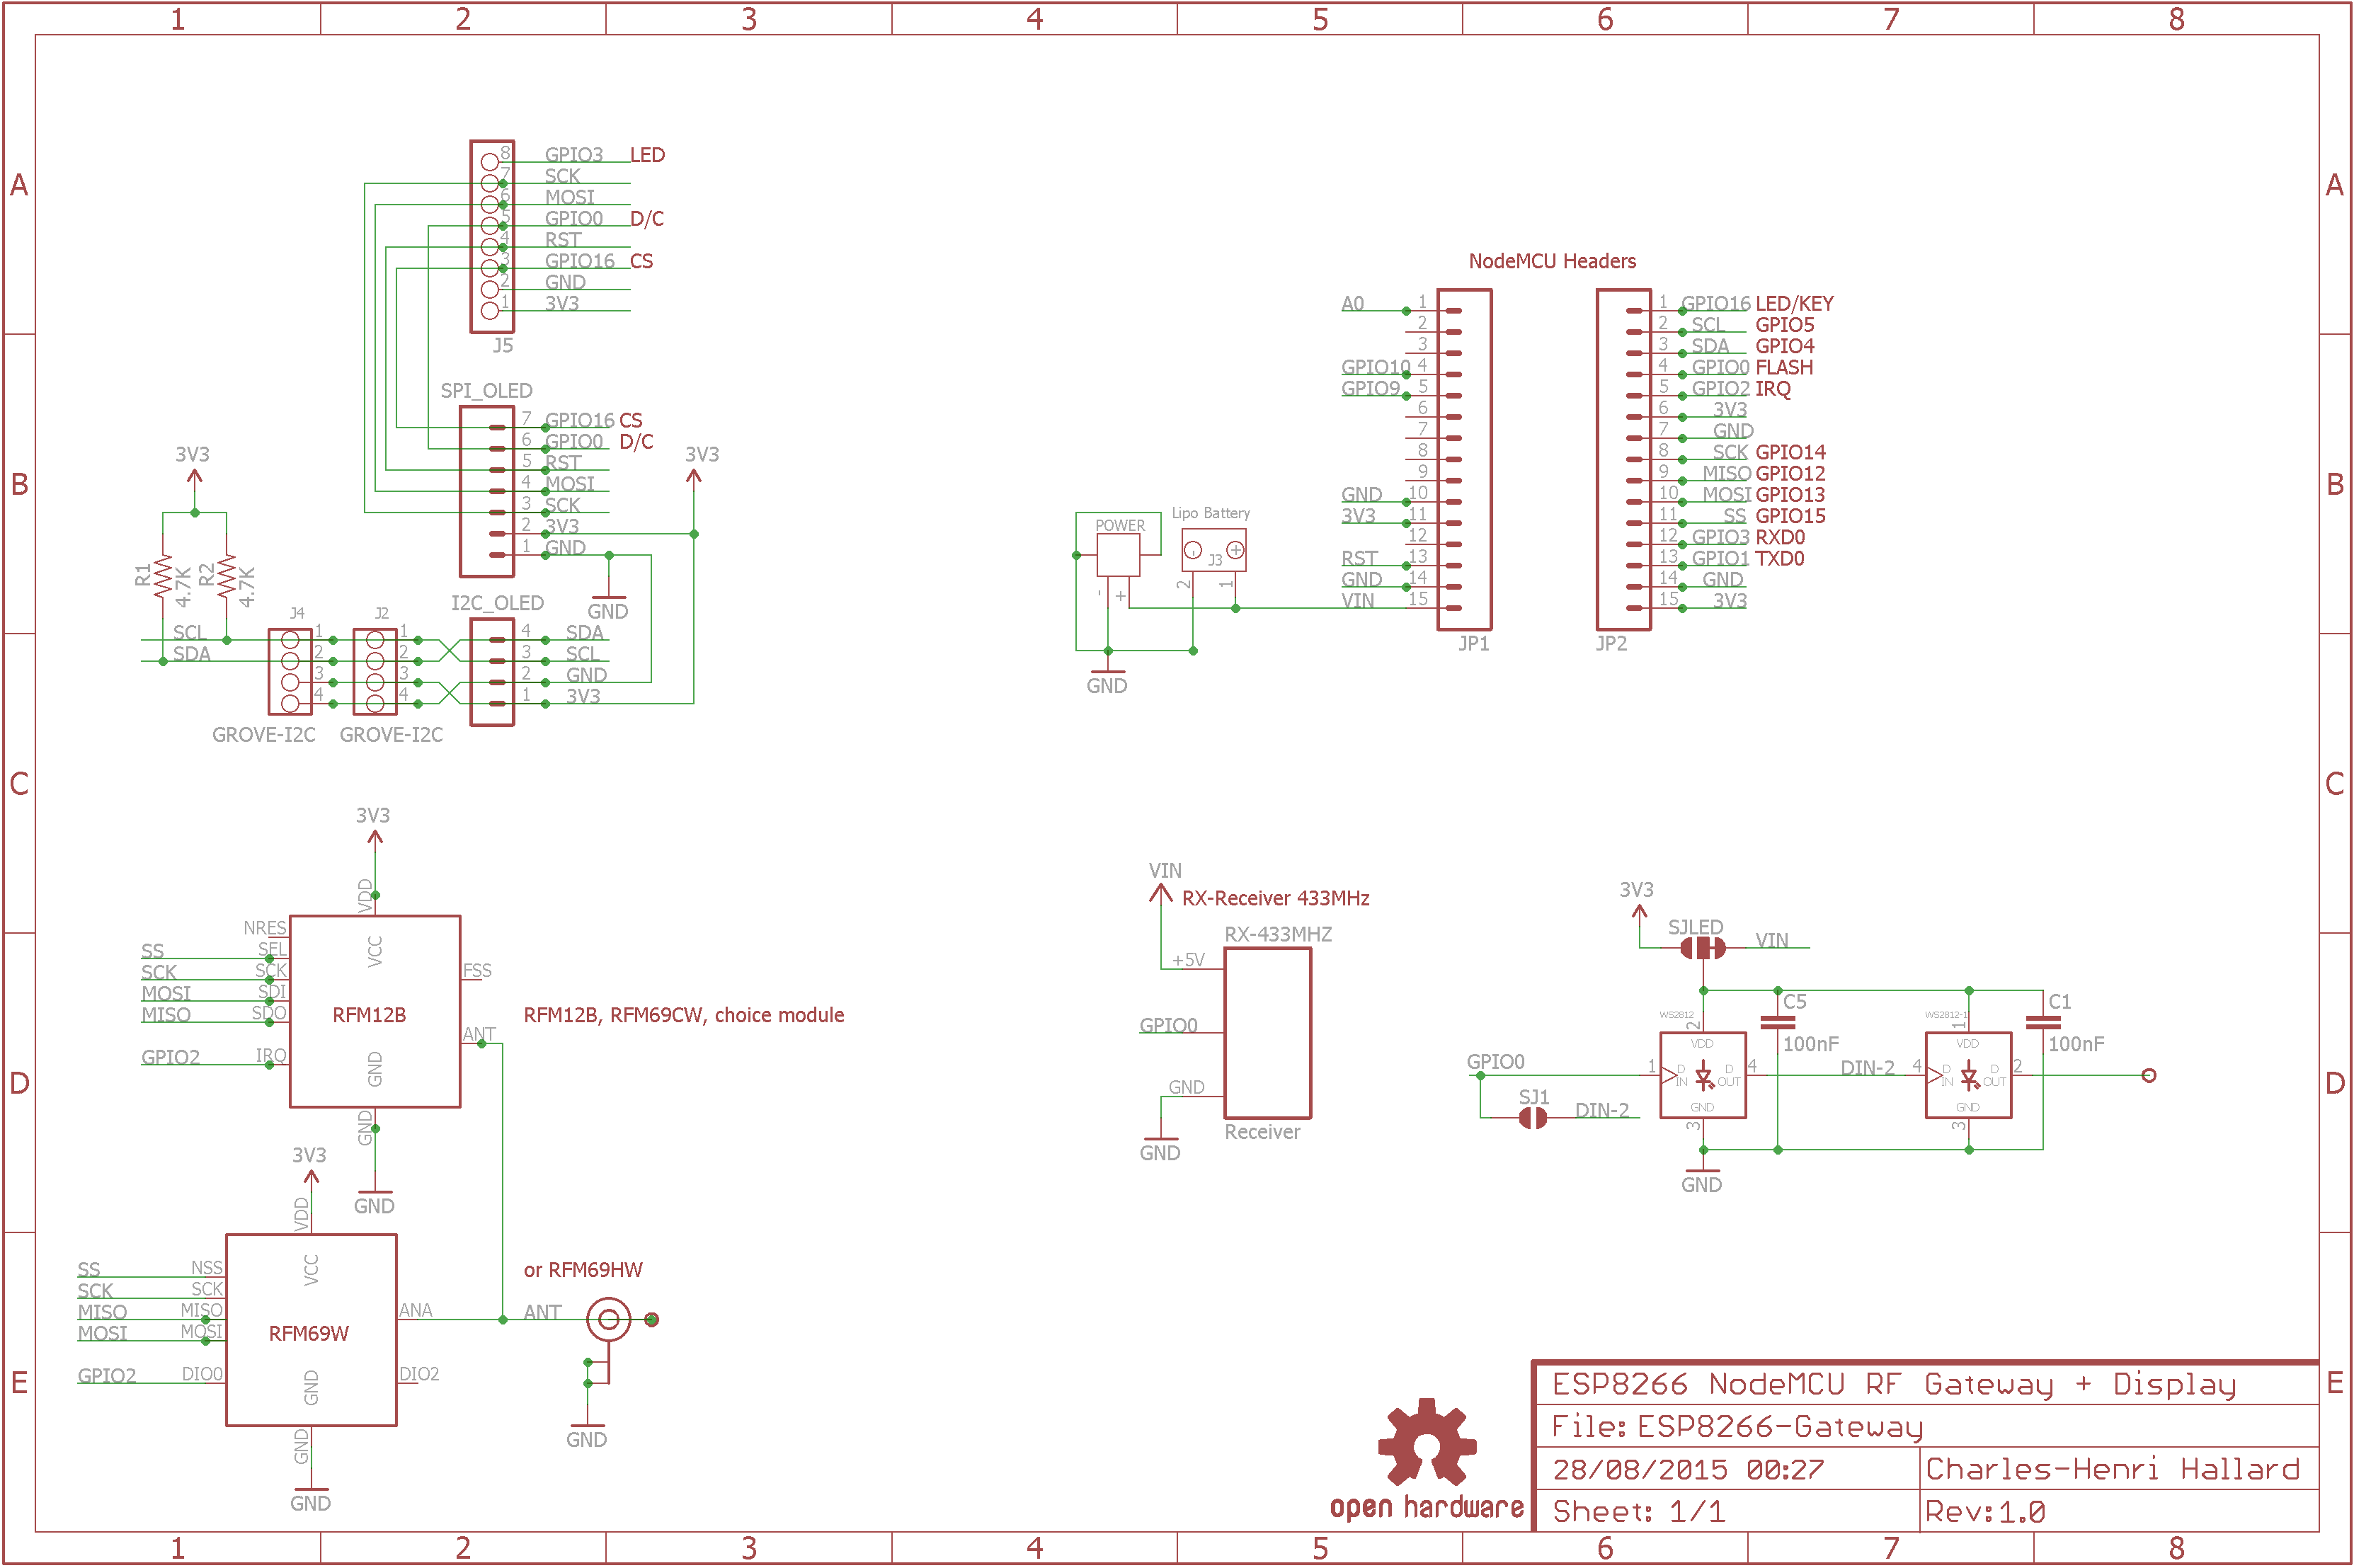 1 2 3 4 5 6 7 8
A
B
C
D
E
A
B
C
D
E
8 GPIO3 LED
7 SCK
6 MOSI
5 GPIO0 D/C
4 RST
3 GPIO16 CS
2 GND
1 3V3
J5
SPI_OLED
7 GPIO16 CS
6 GPIO0 D/C
5 RST
4 MOSI
3 SCK
2 3V3
1 GND
3V3
3V3
GND
R1 4.7K R2 4.7K
J4
J2
I2C_OLED
SCL
SDA
1
2
3
4
1
2
3
4
4 SDA
3 SCL
2 GND
1 3V3
GROVE-I2C
GROVE-I2C
NodeMCU Headers
A0 1
2
3
GPIO10 4
GPIO9 5
6
7
8
9
GND 10
3V3 11
12
RST 13
GND 14
VIN 15
JP1
1 GPIO16 LED/KEY
2 SCL GPIO5
3 SDA GPIO4
4 GPIO0 FLASH
5 GPIO2 IRQ
6 3V3
7 GND
8 SCK GPIO14
9 MISO GPIO12
10 MOSI GPIO13
11 SS GPIO15
12 GPIO3 RXD0
13 GPIO1 TXD0
14 GND
15 3V3
JP2
POWER
- +
Lipo Battery
- +
J3
2 1
GND
3V3
VDD
VCC
NRES
SS SEL
SCK SCK
MOSI SDI
MISO SDO
GPIO2 IRQ
RFM12B
FSS
ANT
GND
GND
GND
RFM12B, RFM69CW, choice module
3V3
VDD
VCC
SS NSS
SCK SCK
MISO MISO
MOSI MOSI
GPIO2 DIO0
RFM69W
ANA
DIO2
GND
GND
GND
or RFM69HW
ANT
GND
VIN
RX-Receiver 433MHz
RX-433MHZ
+5V
GPIO0
GND
Receiver
GND
3V3
SJLED
VIN
C5
100nF
C1
100nF
WS2812
2
VDD
GPIO0 1
D IN
D OUT
4
GND
3
SJ1
DIN-2
DIN-2
WS2812-1
1
VDD
4
D IN
D OUT
2
GND
3
GND
open hardware
ESP8266 NodeMCU RF Gateway + Display
File: ESP8266-Gateway
28/08/2015 00:27
Charles-Henri Hallard
Sheet: 1/1
Rev:1.0
1 2 3 4 5 6 7 8